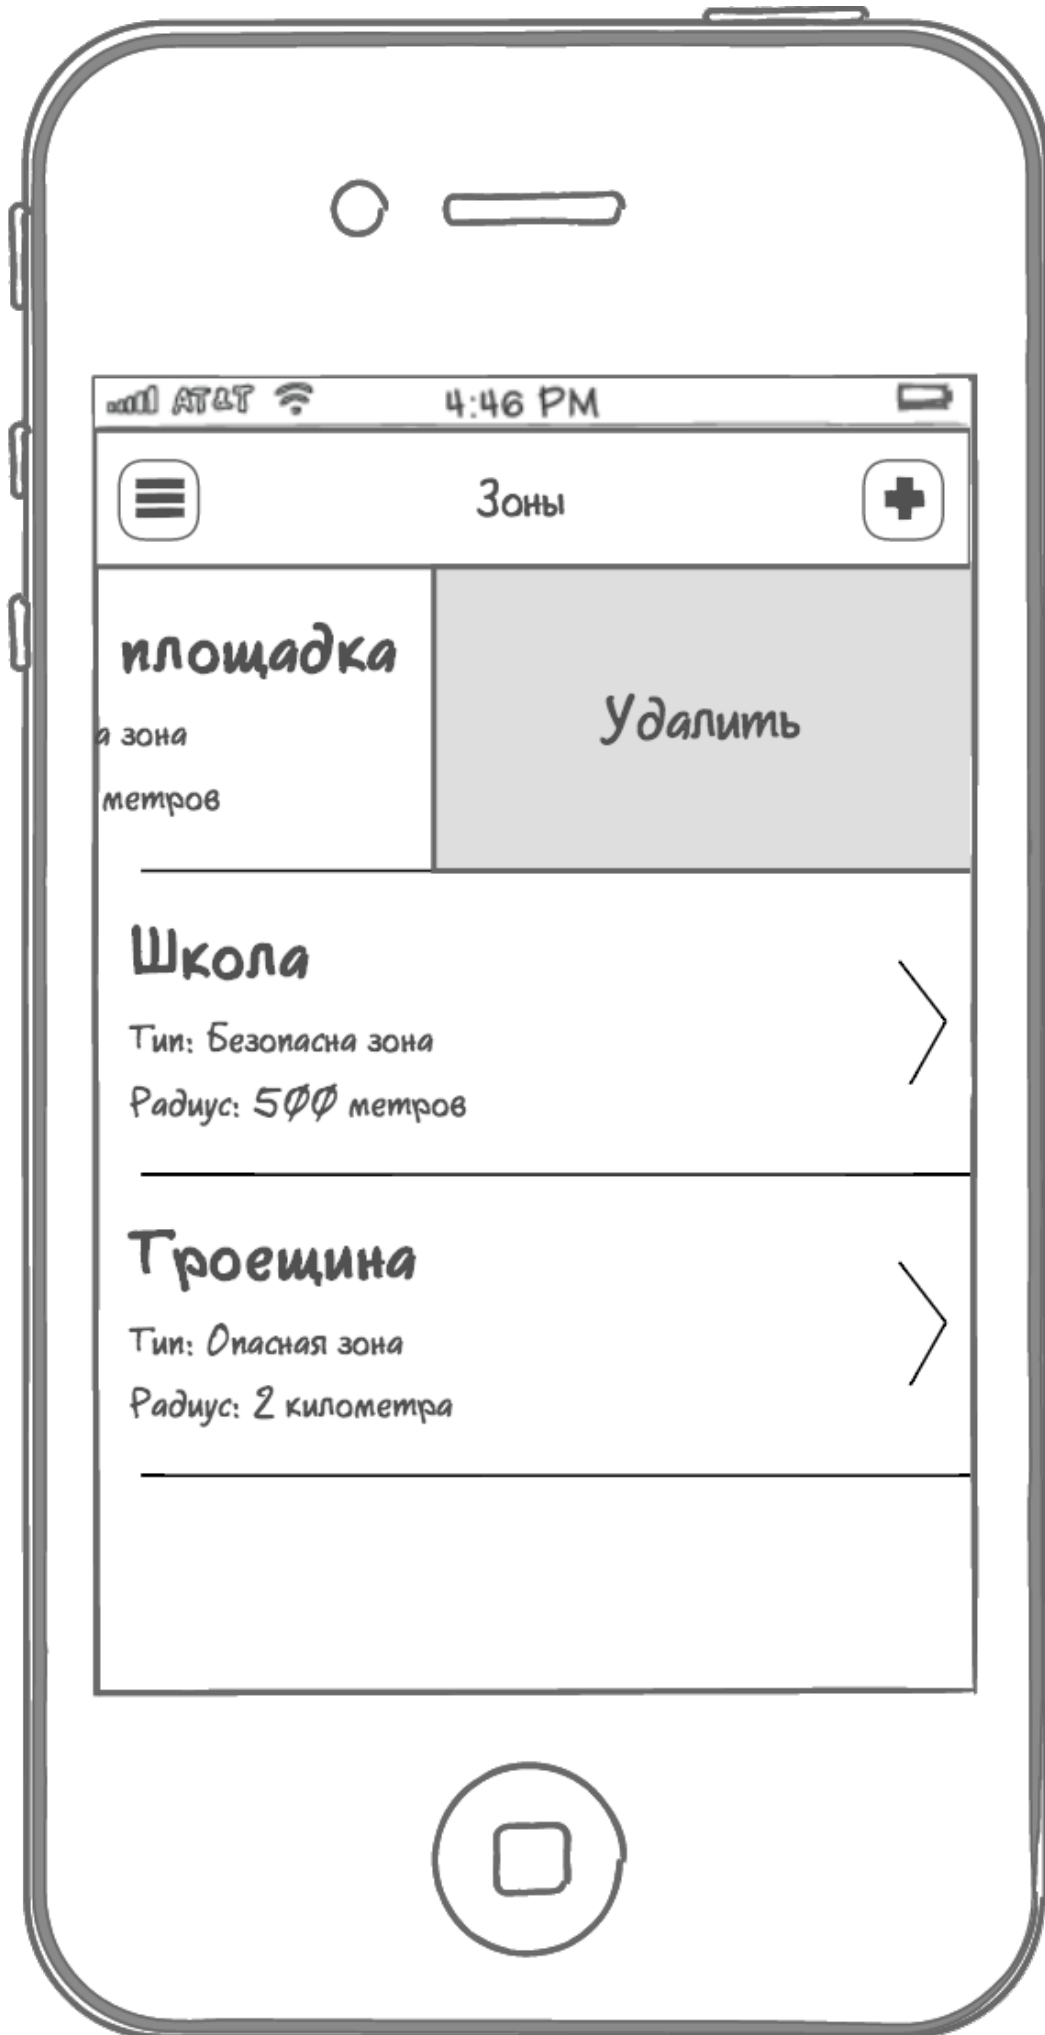 AT&T 4:46 PM
Зоны
площадка
а зона
метров
Удалить
Школа
Тип: Безопасна зона
Радиус: 500 метров
Троещина
Тип: Опасная зона
Радиус: 2 километра